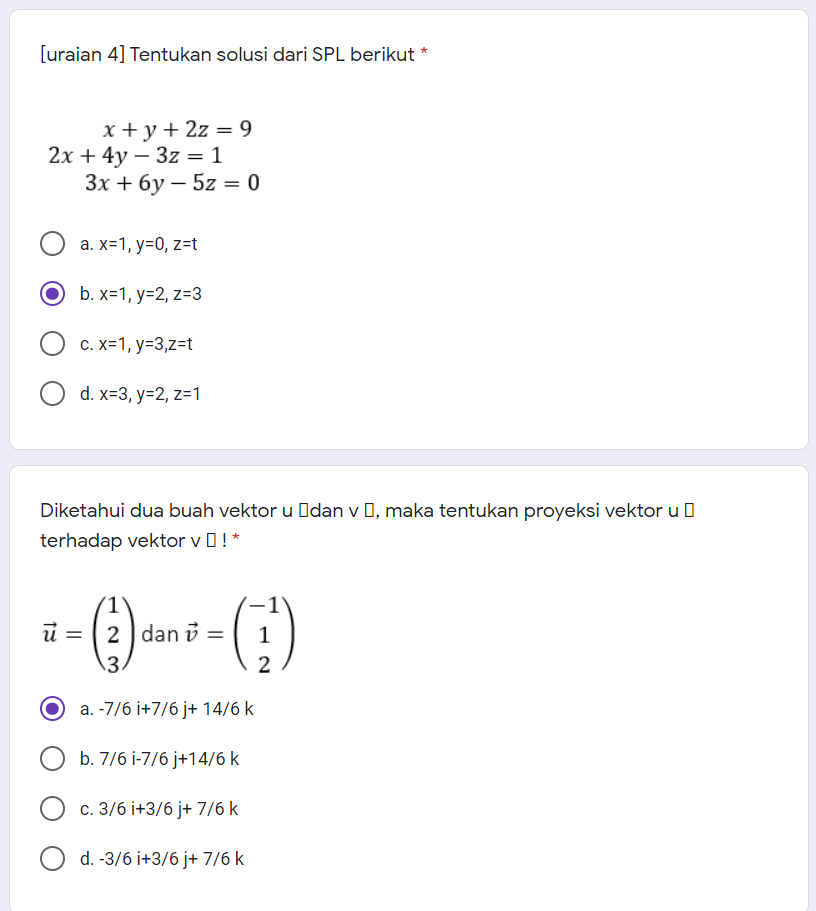 [uraian 4] Tentukan solusi dari SPL berikut *
x + y + 2z = 9
2x + 4y − 3z = 1
3x + 6y − 5z = 0
a. x=1, y=0, z=t
b. x=1, y=2, z=3
c. x=1, y=3,z=t
d. x=3, y=2, z=1
Diketahui dua buah vektor u ▯dan v ▯, maka tentukan proyeksi vektor u ▯
terhadap vektor v ▯ ! *
u⃗ = (1 2 3) dan v⃗ = (−1 1 2)
a. -7/6 i+7/6 j+ 14/6 k
b. 7/6 i-7/6 j+14/6 k
c. 3/6 i+3/6 j+ 7/6 k
d. -3/6 i+3/6 j+ 7/6 k